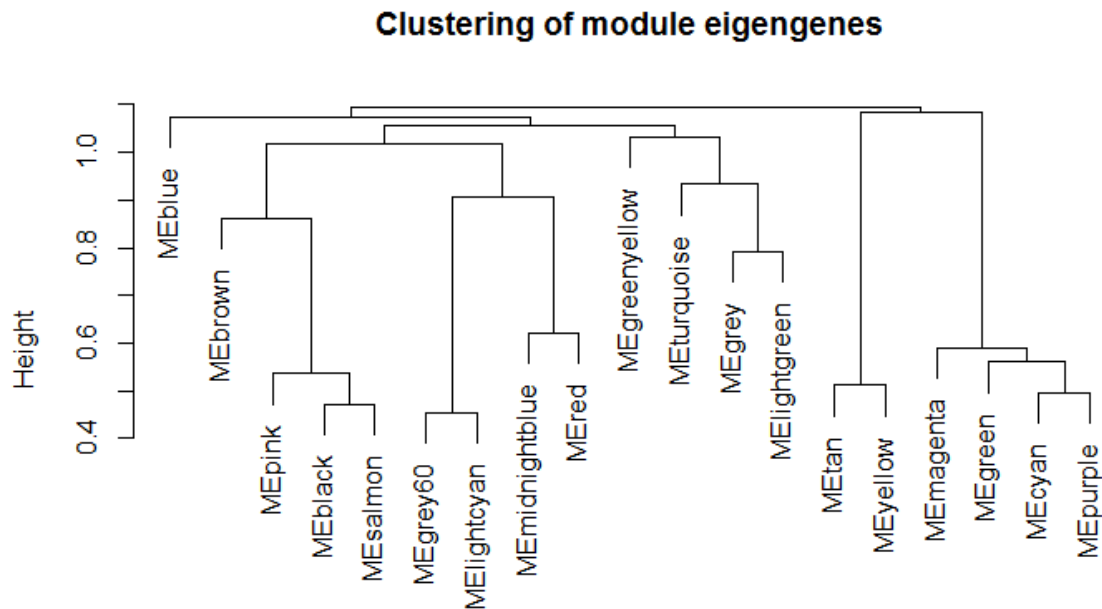 Clustering of module eigengenes
Height
1.0
0.8
0.6
0.4
MEblue
MEbrown
MEpink
MEblack
MEsalmon
MEgrey60
MElightcyan
MEmidnightblue
MEred
MEgreenyellow
MEturquoise
MEgrey
MElightgreen
MEtan
MEyellow
MEmagenta
MEgreen
MEcyan
MEpurple